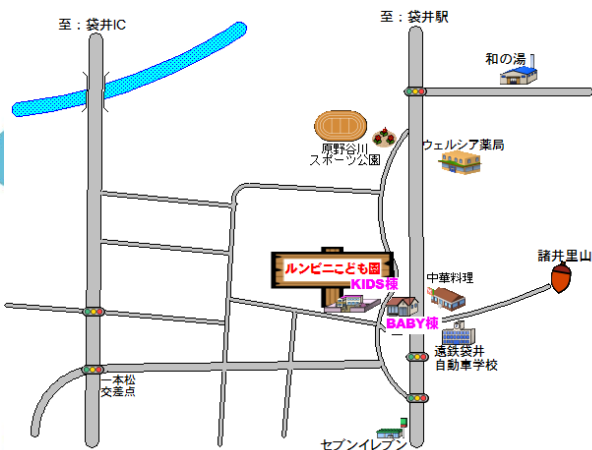 至：袋井IC
至：袋井駅
和の湯
原野谷川
スポーツ公園
ウェルシア薬局
諸井里山
ルンビニこども園
KIDS棟
中華料理
BABY棟
遠鉄袋井
自動車学校
一本松
交差点
セブンイレブン